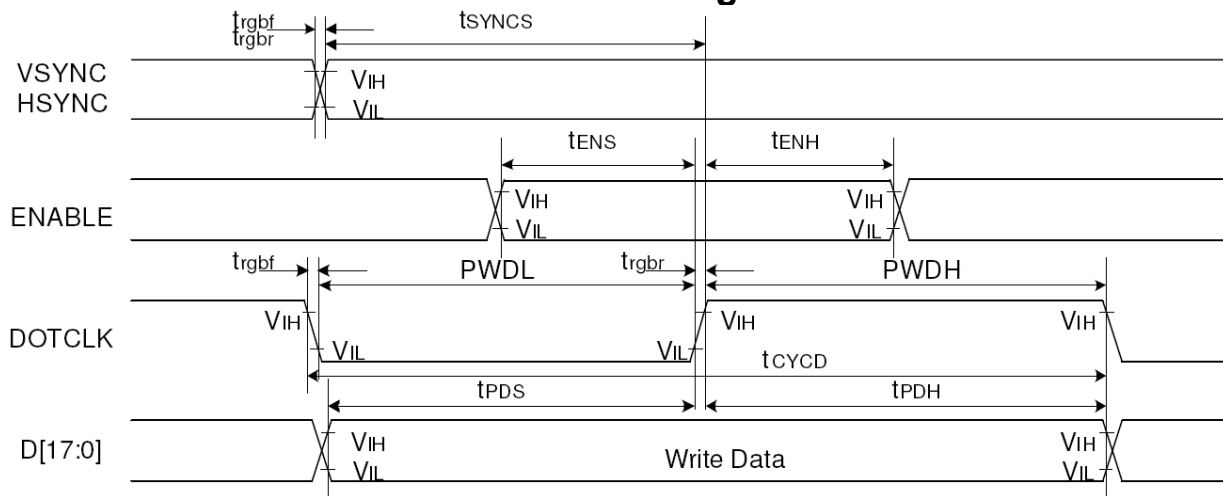 g
trgbf
trgbr
tSYNCS
VSYNC
HSYNC
VIH
VIL
tENS
tENH
ENABLE
VIH
VIL
VIH
VIL
trgbf
PWDL
trgbr
PWDH
DOTCLK
VIH
VIL
VIL
VIH
VIH
tCYCD
tPDS
tPDH
D[17:0]
VIH
VIL
Write Data
VIH
VIL